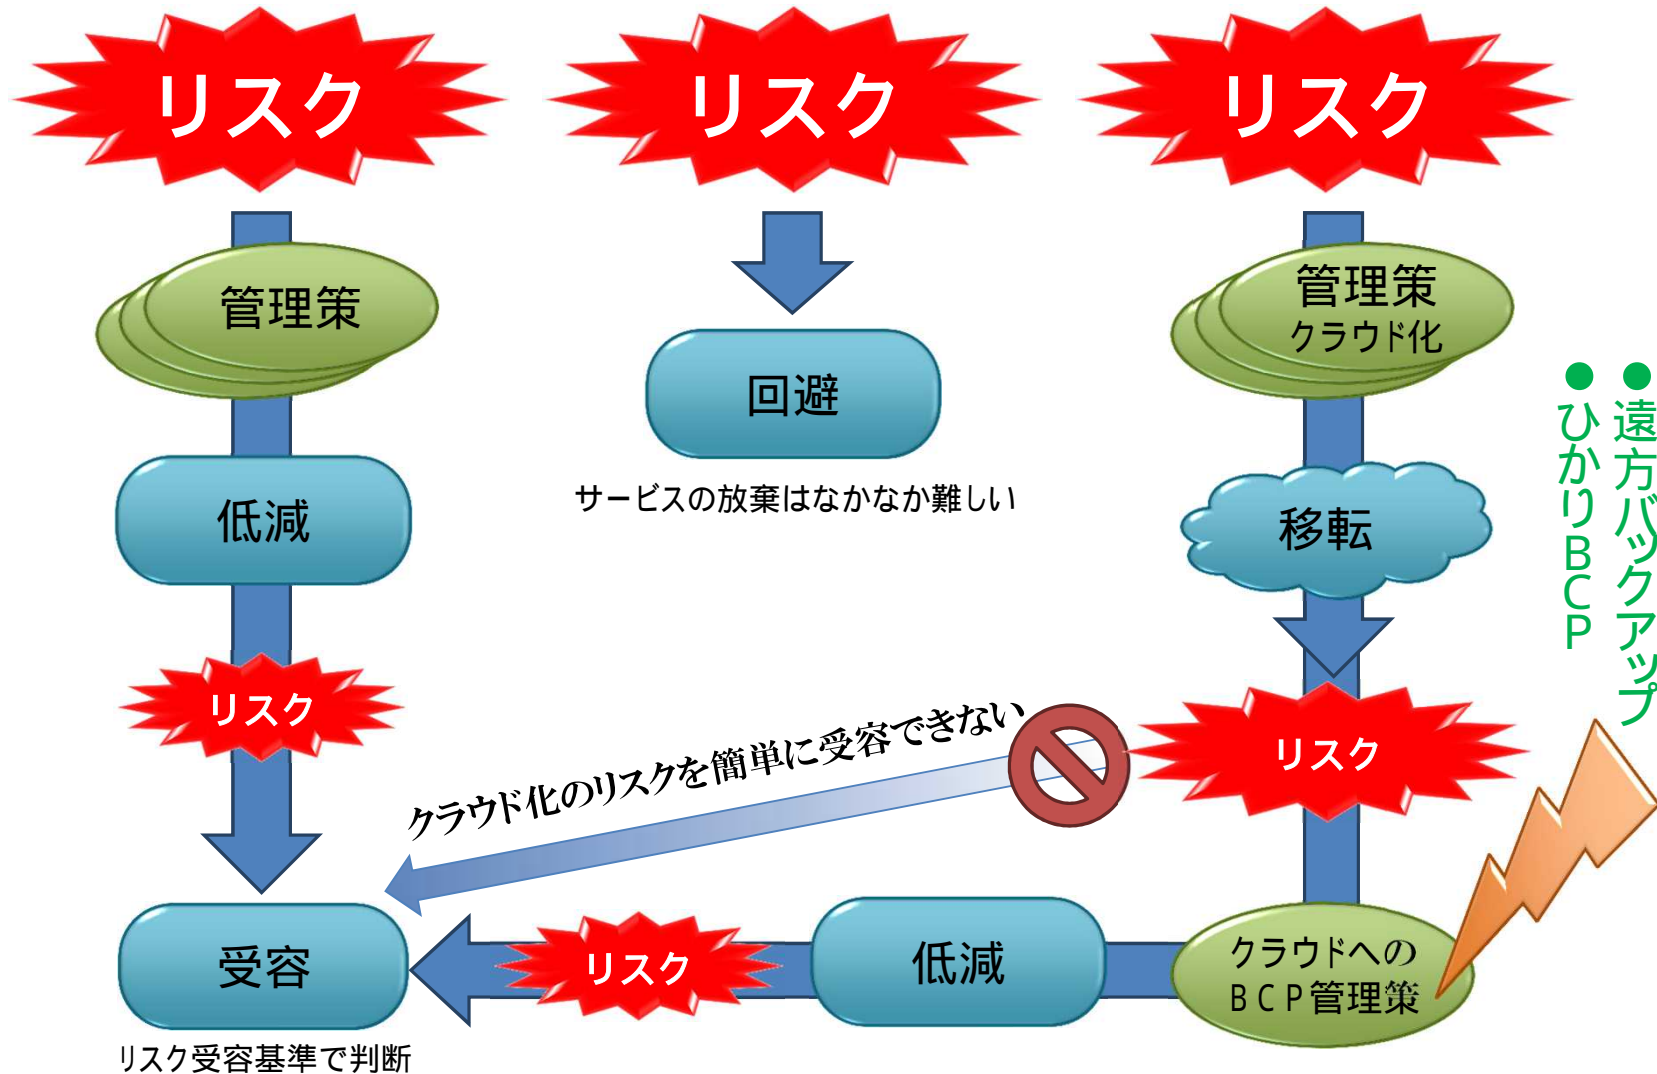 リスク
リスク
リスク
管理策
管理策
クラウド化
回避
サービスの放棄はなかなか難しい
低減
移転
●遠方バックアップ
●ひかりBCP
リスク
クラウド化のリスクを簡単に受容できない
リスク
受容
リスク
低減
クラウドへの
BCP管理策
リスク受容基準で判断